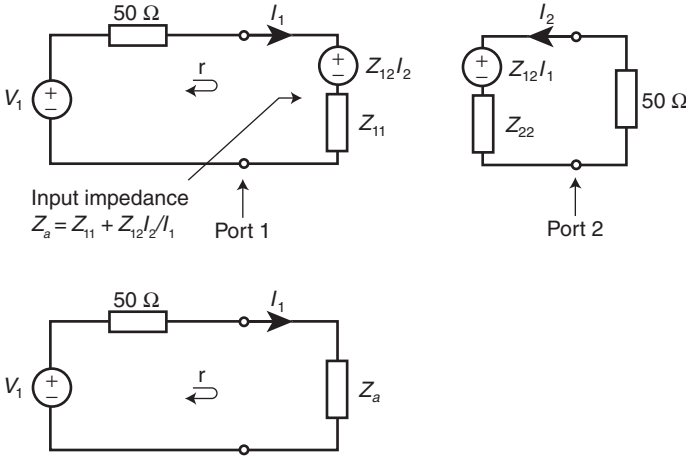 50 Ω
I₁
V₁
+
−
r
+
−
Z₁₂I₂
Z₁₁
Input impedance
Zₐ = Z₁₁ + Z₁₂I₂/I₁
Port 1
I₂
+
−
Z₁₂I₁
Z₂₂
50 Ω
Port 2
50 Ω
I₁
V₁
+
−
r
Zₐ